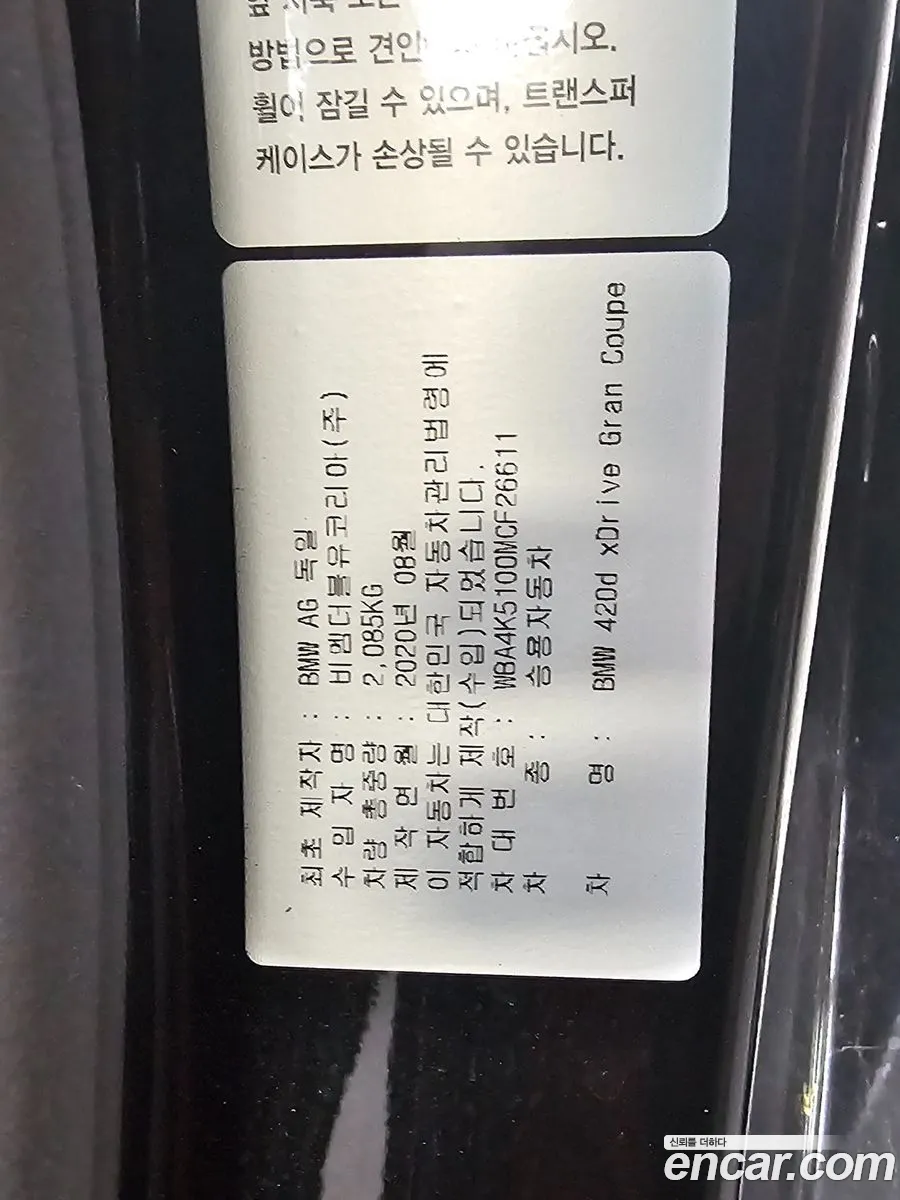 앞 차축 또는
방법으로 견인
휠이 잠길 수 있으며, 트랜스퍼
케이스가 손상될 수 있습니다.
최초 제작자 : BMW AG 독일
수 입 자 명 : 비엠더블유코리아(주)
차량 총중량 : 2,085KG
제 작 연 월 : 2020년 08월
이 자동차는 대한민국 자동차관리법령에
적합하게 제작(수입)되었습니다.
차 대 번 호 : WBA4K5100MCF26611
차 종 : 승용자동차
차 명 : BMW 420d xDrive Gran Coupe
신뢰를 더하다
encar.com